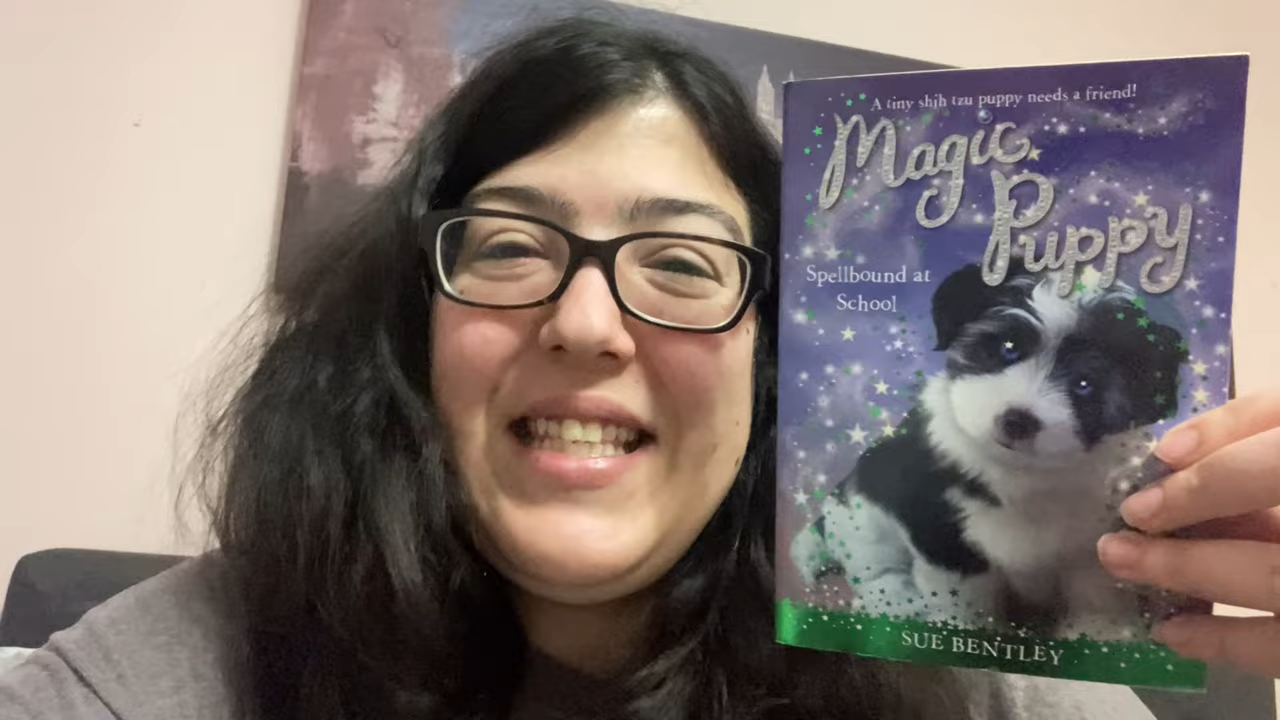 A tiny shih tzu puppy needs a friend!
Magic
Puppy
Spellbound at
School
SUE BENTLEY